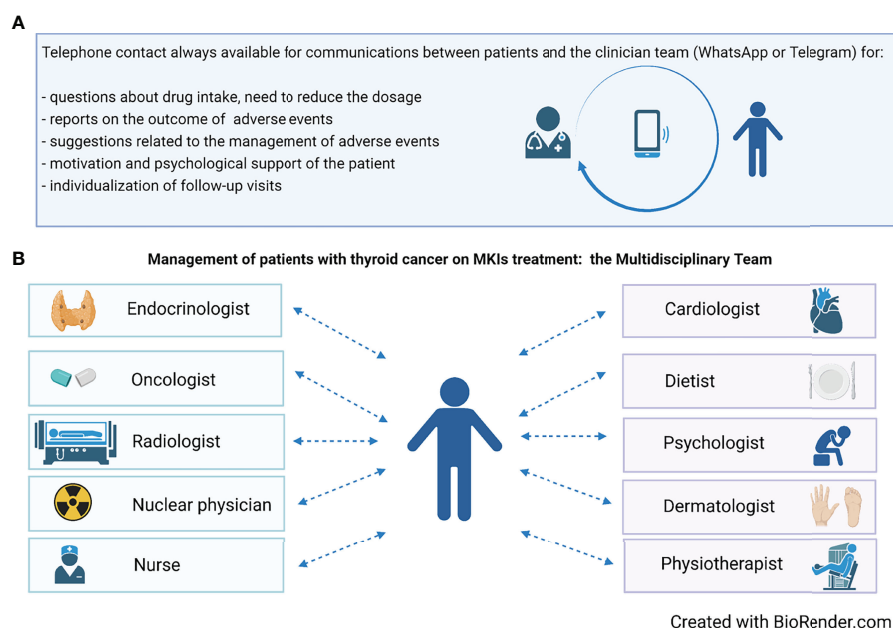 A
Telephone contact always available for communications between patients and the clinician team (WhatsApp or Telegram) for:
- questions about drug intake, need to reduce the dosage
- reports on the outcome of adverse events
- suggestions related to the management of adverse events
- motivation and psychological support of the patient
- individualization of follow-up visits
B
Management of patients with thyroid cancer on MKIs treatment: the Multidisciplinary Team
Endocrinologist
Oncologist
Radiologist
Nuclear physician
Nurse
Cardiologist
Dietist
Psychologist
Dermatologist
Physiotherapist
Created with BioRender.com